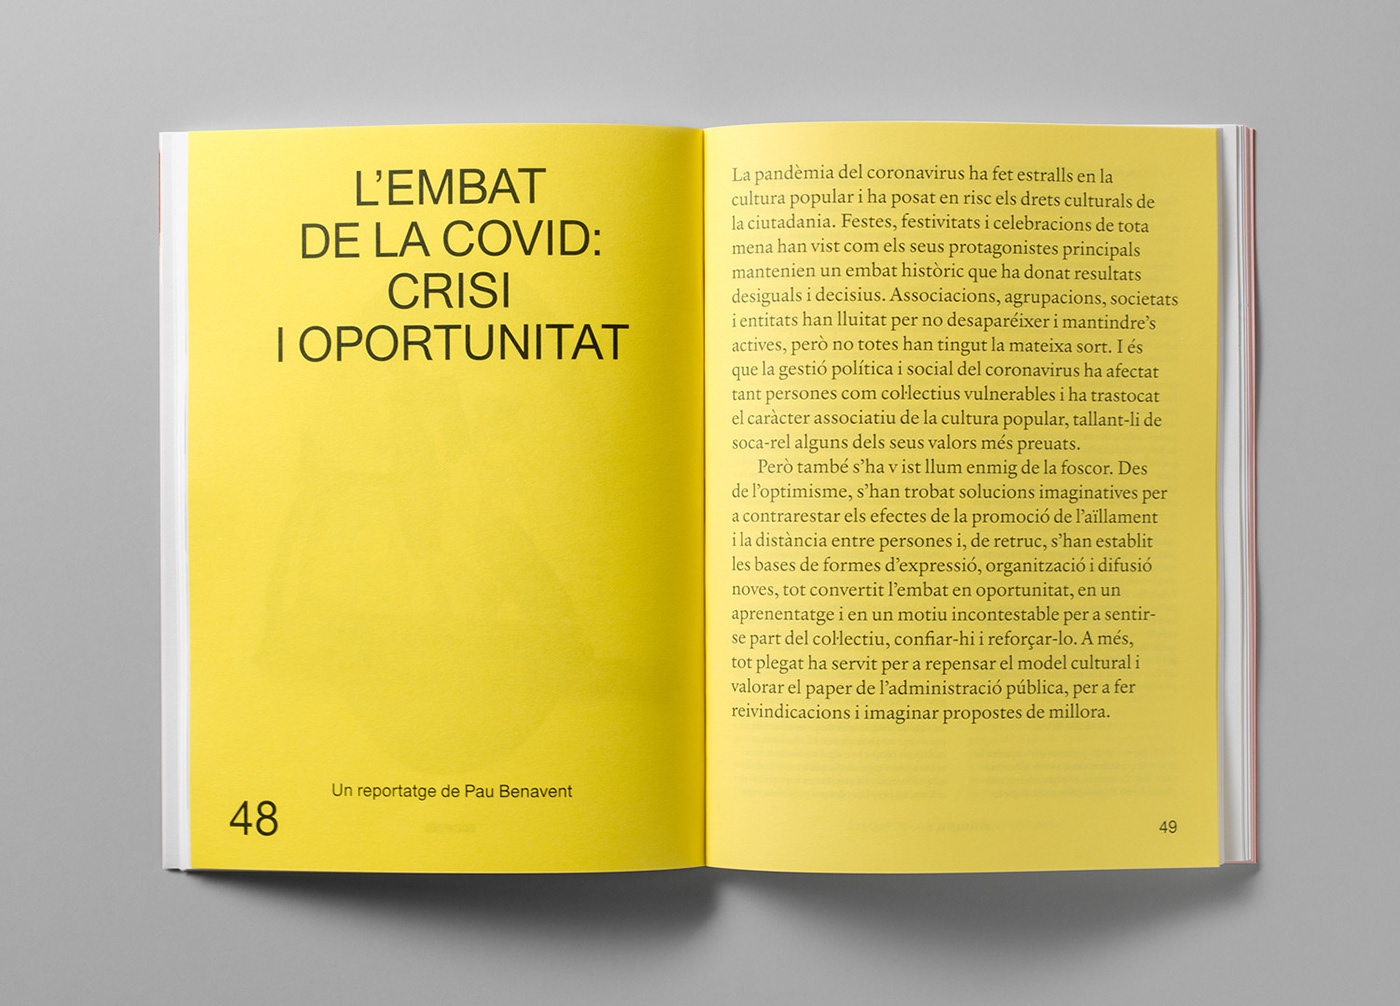 L’EMBAT
DE LA COVID:
CRISI
I OPORTUNITAT
Un reportatge de Pau Benavent
48
La pandèmia del coronavirus ha fet estralls en la
cultura popular i ha posat en risc els drets culturals de
la ciutadania. Festes, festivitats i celebracions de tota
mena han vist com els seus protagonistes principals
mantenien un embat històric que ha donat resultats
desiguals i decisius. Associacions, agrupacions, societats
i entitats han lluitat per no desaparéixer i mantindre’s
actives, però no totes han tingut la mateixa sort. I és
que la gestió política i social del coronavirus ha afectat
tant persones com col·lectius vulnerables i ha trastocat
el caràcter associatiu de la cultura popular, tallant-li de
soca-rel alguns dels seus valors més preuats.
Però també s’ha v ist llum enmig de la foscor. Des
de l’optimisme, s’han trobat solucions imaginatives per
a contrarestar els efectes de la promoció de l’aïllament
i la distància entre persones i, de retruc, s’han establit
les bases de formes d’expressió, organització i difusió
noves, tot convertit l’embat en oportunitat, en un
aprenentatge i en un motiu incontestable per a sentir-
se part del col·lectiu, confiar-hi i reforçar-lo. A més,
tot plegat ha servit per a repensar el model cultural i
valorar el paper de l’administració pública, per a fer
reivindicacions i imaginar propostes de millora.
49